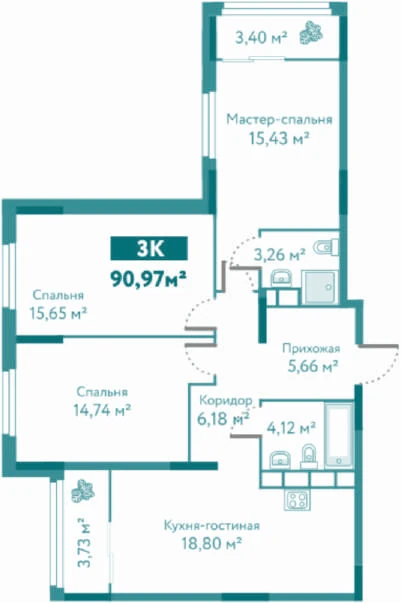 3,40 м²
Мастер-спальня
15,43 м²
3К
90,97м²
3,26 м²
Спальня
15,65 м²
Прихожая
5,66 м²
Спальня
14,74 м²
Коридор
6,18 м²
4,12 м²
Кухня-гостиная
18,80 м²
3,73 м²